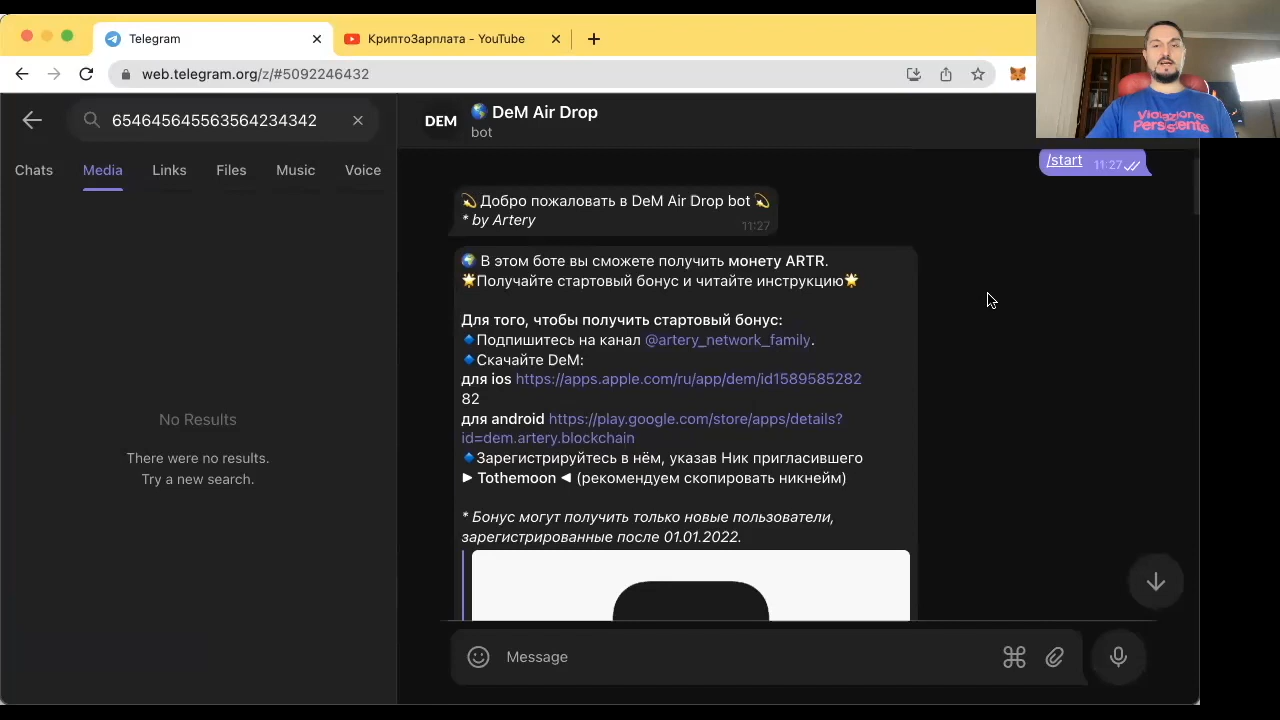 Telegram
КриптоЗарплата - YouTube
web.telegram.org/z/#5092246432
654645645563564234342
Chats Media Links Files Music Voice
No Results
There were no results.
Try a new search.
DEM
🌎 DeM Air Drop
bot
/start 11:27
💫 Добро пожаловать в DeM Air Drop bot 💫
* by Artery 11:27
🌍 В этом боте вы сможете получить монету ARTR.
🌟Получайте стартовый бонус и читайте инструкцию🌟
Для того, чтобы получить стартовый бонус:
🔹Подпишитесь на канал @artery_network_family.
🔹Скачайте DeM:
для ios https://apps.apple.com/ru/app/dem/id1589585282
82
для android https://play.google.com/store/apps/details?
id=dem.artery.blockchain
🔹Зарегистрируйтесь в нём, указав Ник пригласившего
► Tothemoon ◄ (рекомендуем скопировать никнейм)
* Бонус могут получить только новые пользователи,
зарегистрированные после 01.01.2022.
Message
Violazione
Persistente